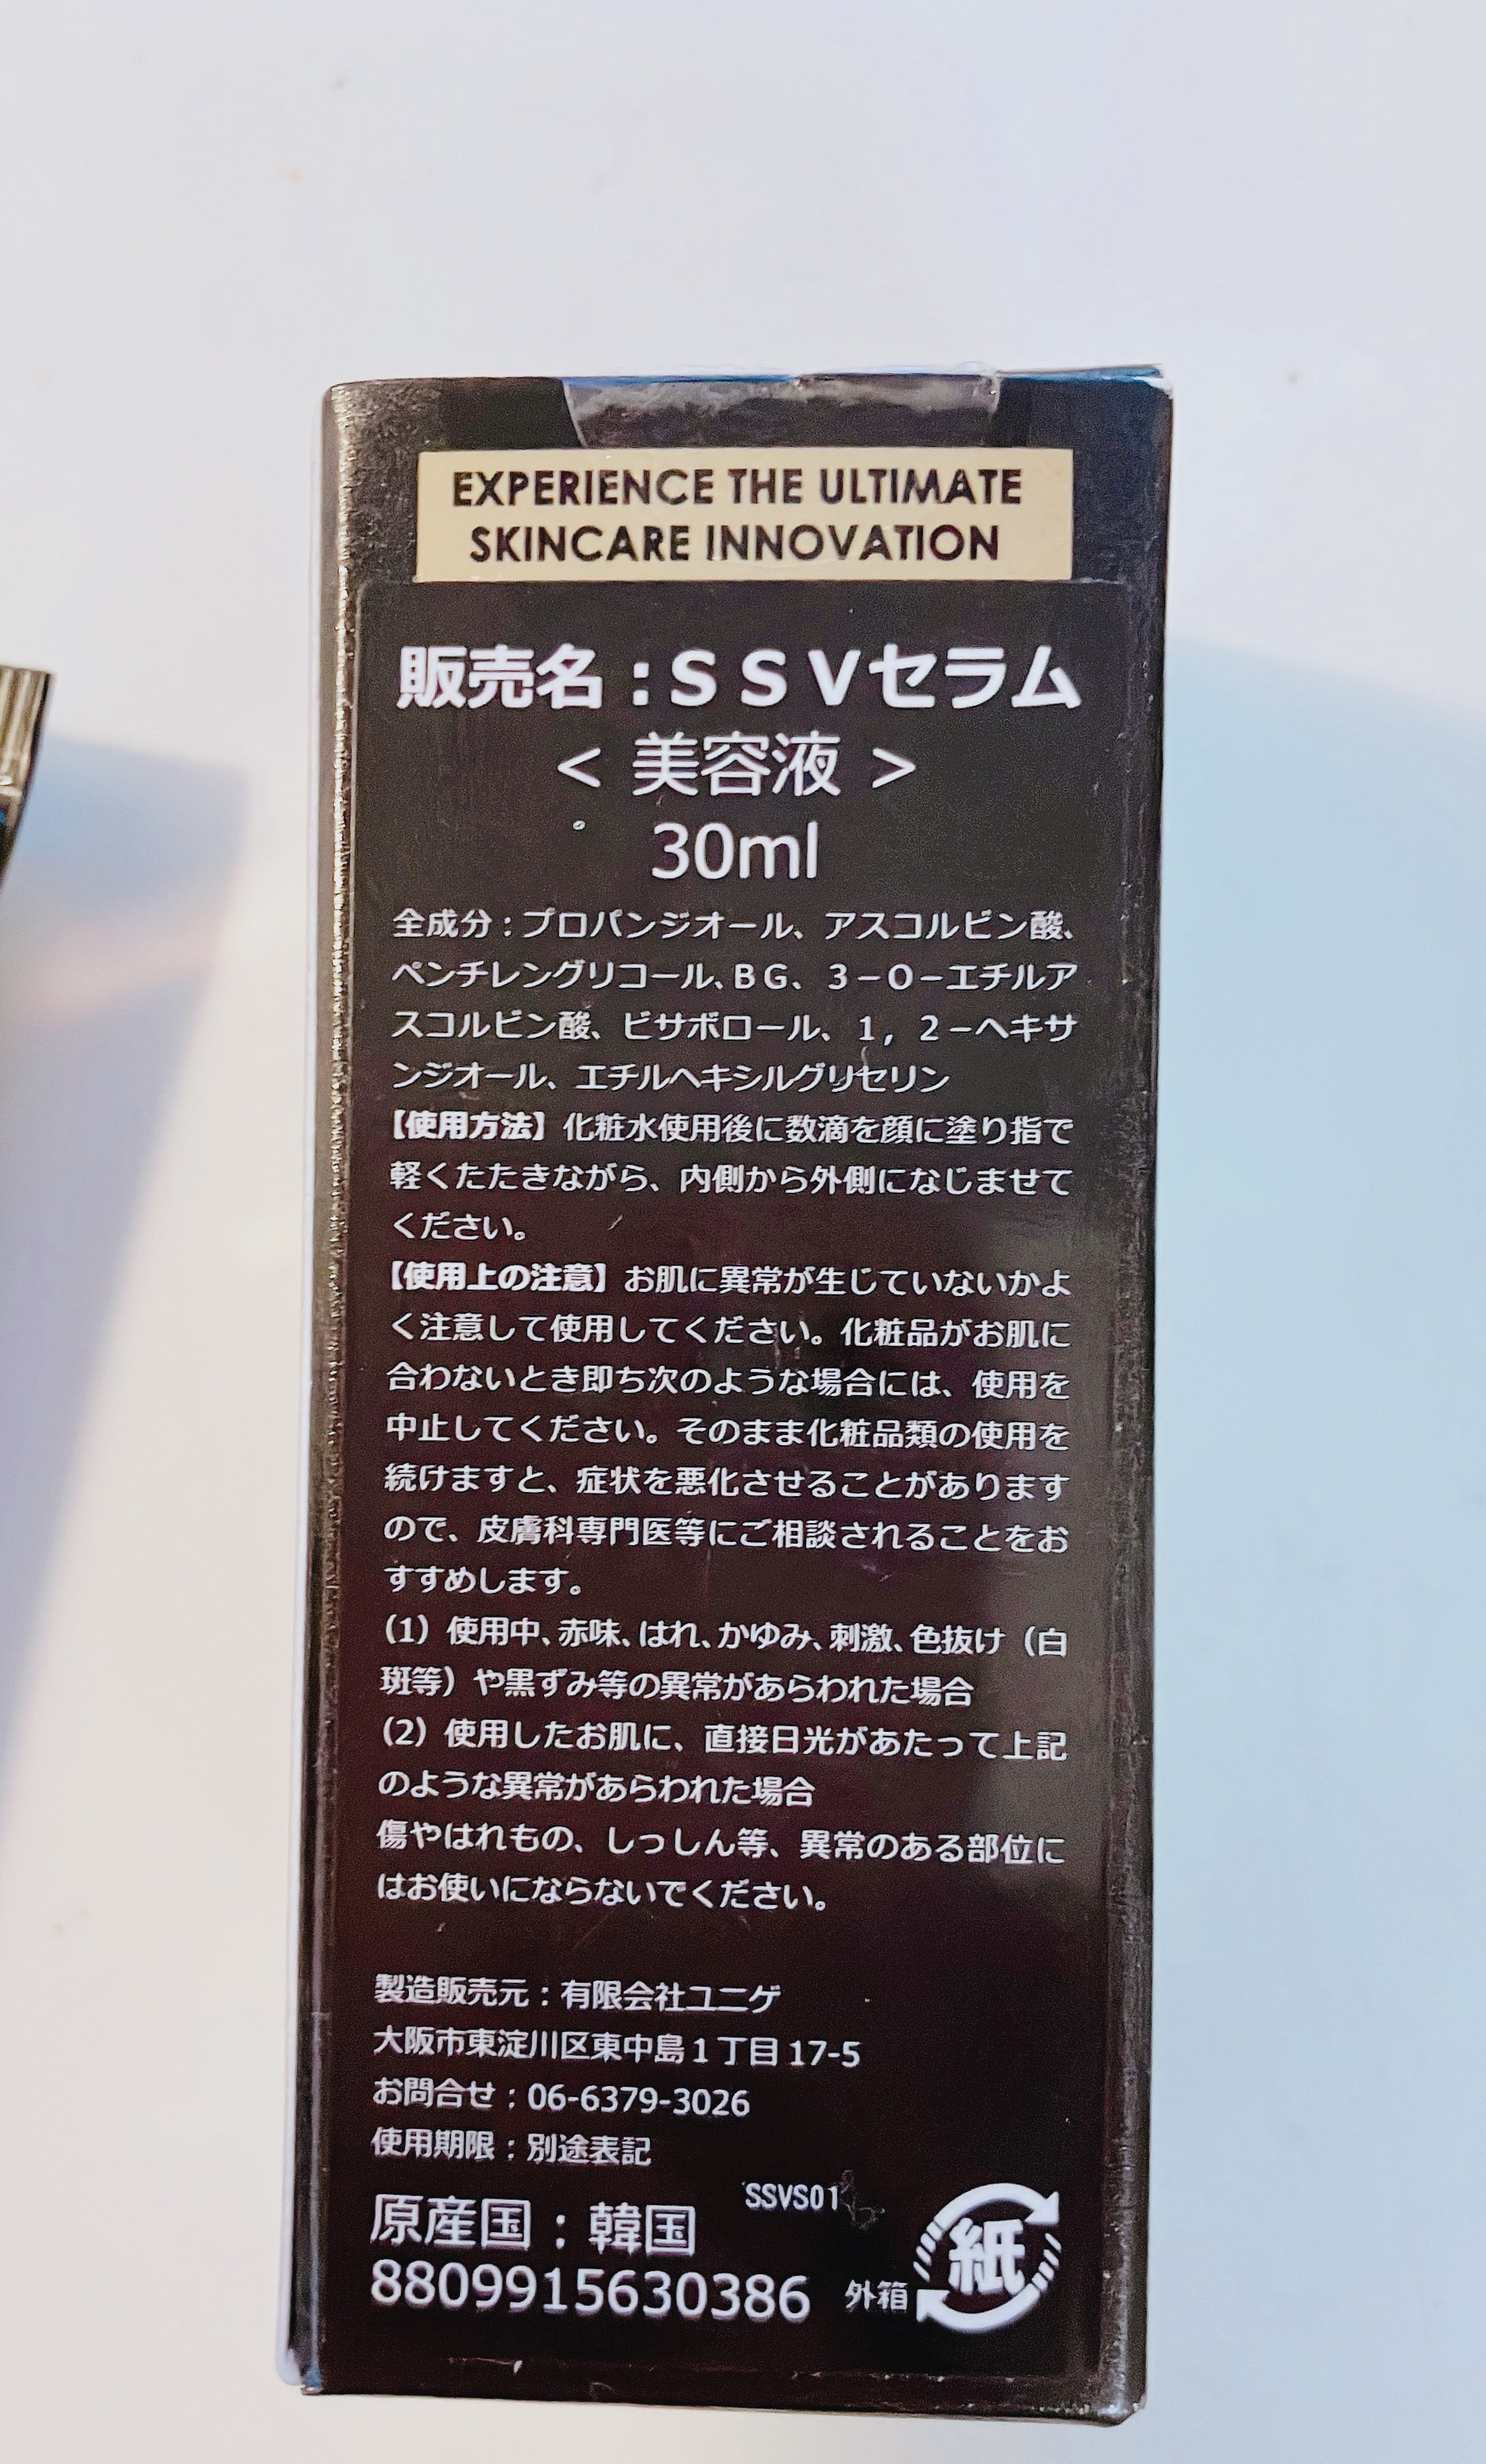 EXPERIENCE THE ULTIMATE
SKINCARE INNOVATION
販売名：ＳＳＶセラム
< 美容液 >
30ml
全成分：プロパンジオール、アスコルビン酸、
ペンチレングリコール、ＢＧ、３－Ｏ－エチルア
スコルビン酸、ビサボロール、１，２－ヘキサ
ンジオール、エチルヘキシルグリセリン
【使用方法】化粧水使用後に数滴を顔に塗り指で
軽くたたきながら、内側から外側になじませて
ください。
【使用上の注意】お肌に異常が生じていないかよ
く注意して使用してください。化粧品がお肌に
合わないとき即ち次のような場合には、使用を
中止してください。そのまま化粧品類の使用を
続けますと、症状を悪化させることがあります
ので、皮膚科専門医等にご相談されることをお
すすめします。
（1）使用中、赤味、はれ、かゆみ、刺激、色抜け（白
斑等）や黒ずみ等の異常があらわれた場合
（2）使用したお肌に、直接日光があたって上記
のような異常があらわれた場合
傷やはれもの、しっしん等、異常のある部位に
はお使いにならないでください。
製造販売元：有限会社ユニゲ
大阪市東淀川区東中島１丁目 17-5
お問合せ：06-6379-3026
使用期限：別途表記
SSVS01
原産国：韓国
8809915630386
外箱
紙